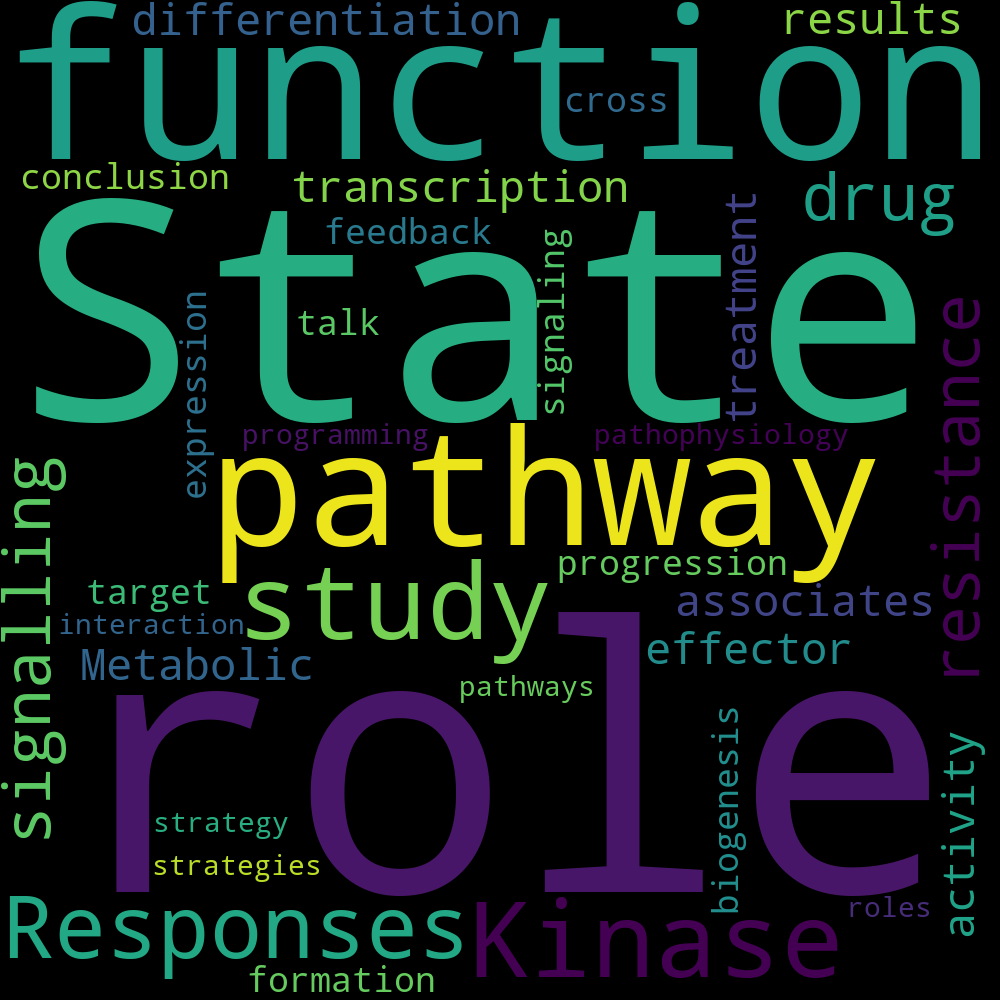 differentiation
results
function
cross
conclusion
transcription
drug
feedback
State
treatment
signaling
talk
expression
resistance
programming
pathophysiology
pathway
signalling
progression
study
target
associates
interaction
effector
Metabolic
pathways
role
biogenesis
activity
strategy
strategies
roles
Responses
Kinase
formation